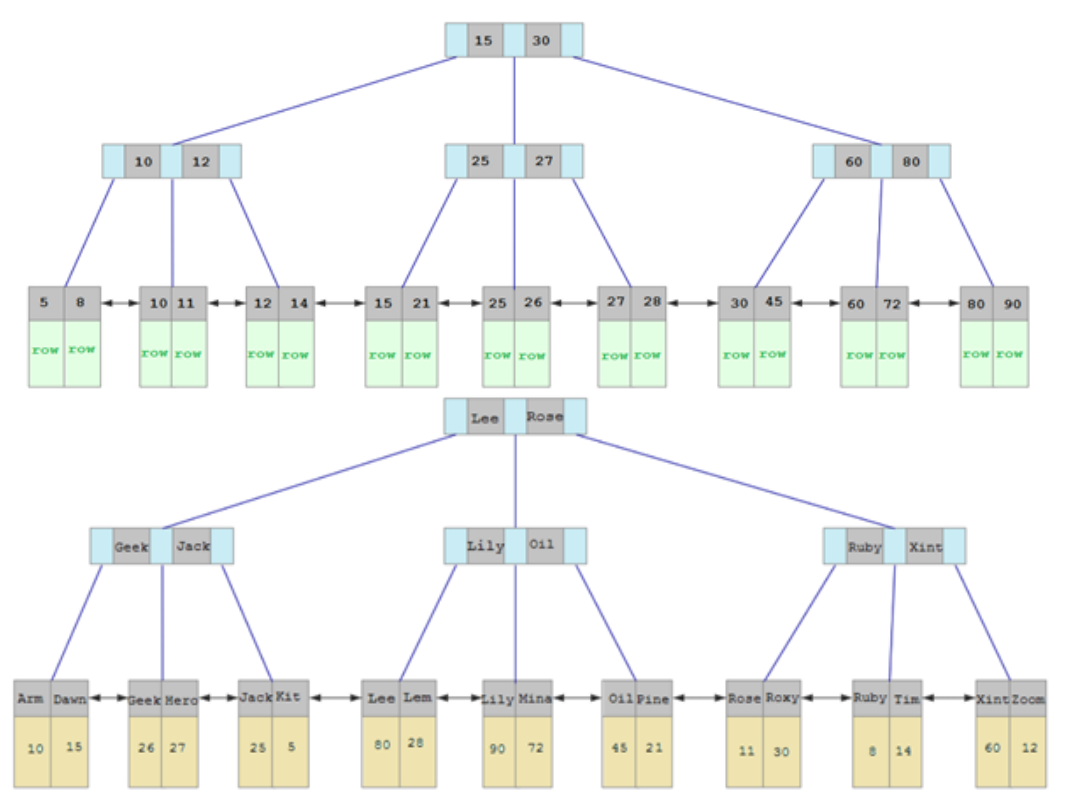 15 30
10 12 25 27 60 80
5 8 10 11 12 14 15 21 25 26 27 28 30 45 60 72 80 90
row row row row row row row row row row row row row row row row row row
Lee Rose
Geek Jack Lily Oil Ruby Xint
Arm Dawn Geek Hero Jack Kit Lee Lem Lily Mina Oil Pine Rose Roxy Ruby Tim Xint Zoom
10 15 26 27 25 5 80 28 90 72 45 21 11 30 8 14 60 12